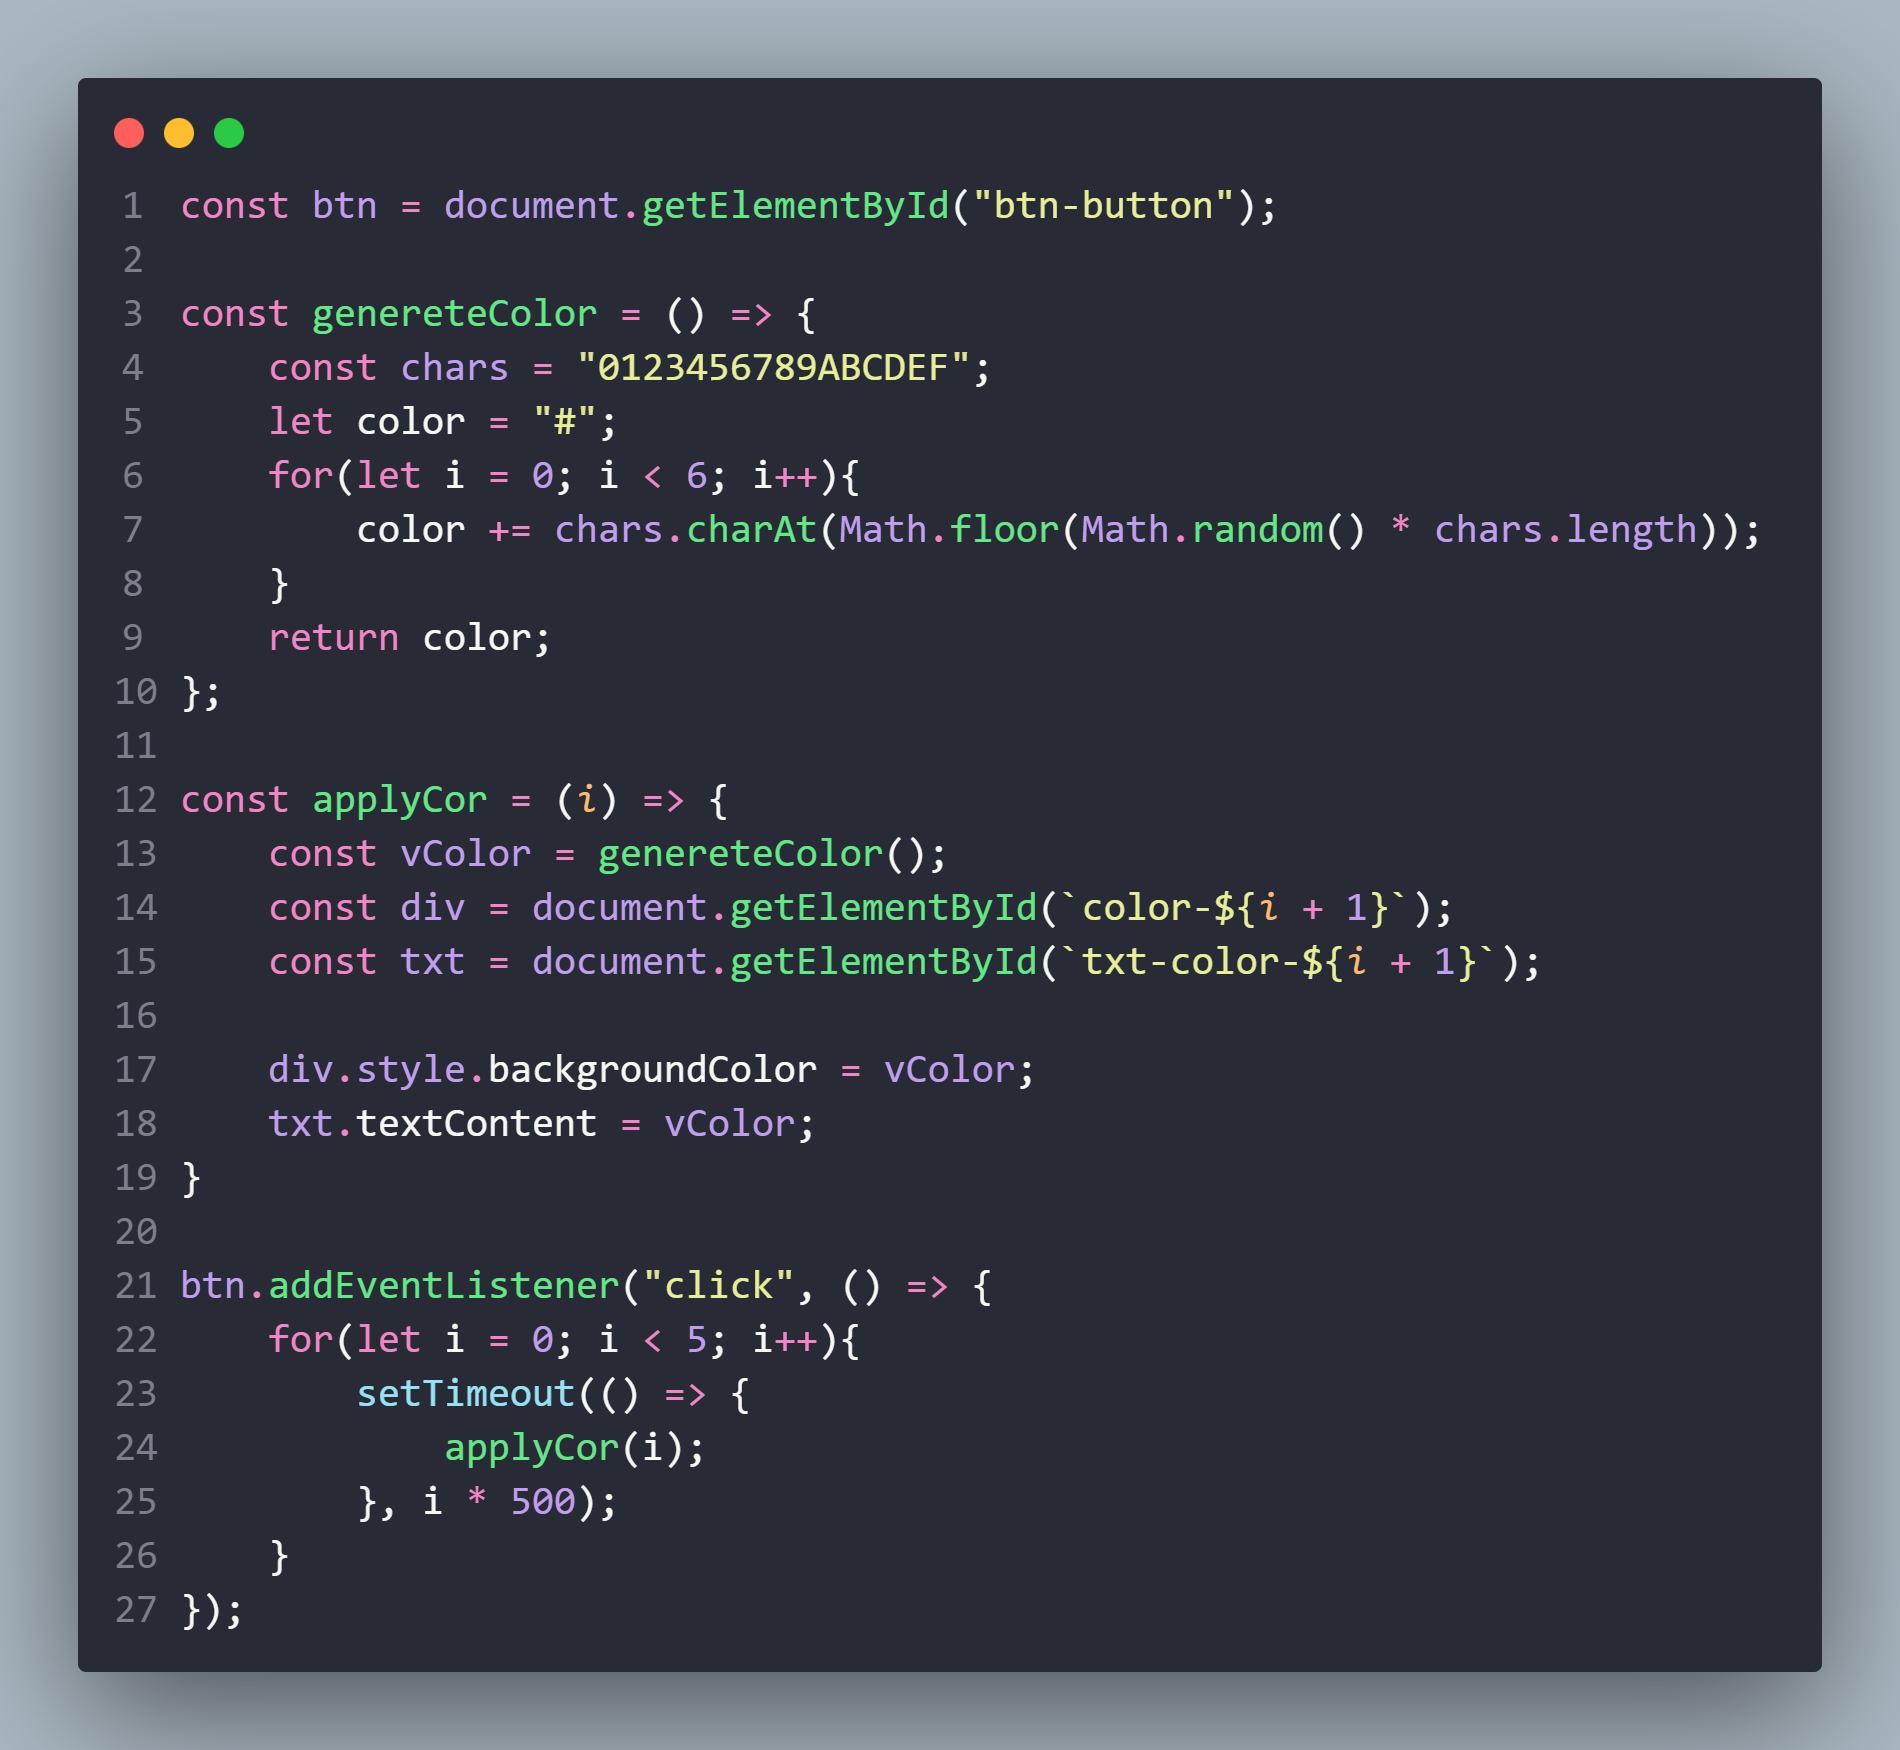 1 const btn = document.getElementById("btn-button");
2
3 const genereteColor = () => {
4     const chars = "0123456789ABCDEF";
5     let color = "#";
6     for(let i = 0; i < 6; i++){
7         color += chars.charAt(Math.floor(Math.random() * chars.length));
8     }
9     return color;
10 };
11
12 const applyCor = (i) => {
13     const vColor = genereteColor();
14     const div = document.getElementById(`color-${i + 1}`);
15     const txt = document.getElementById(`txt-color-${i + 1}`);
16
17     div.style.backgroundColor = vColor;
18     txt.textContent = vColor;
19 }
20
21 btn.addEventListener("click", () => {
22     for(let i = 0; i < 5; i++){
23         setTimeout(() => {
24             applyCor(i);
25         }, i * 500);
26     }
27 });